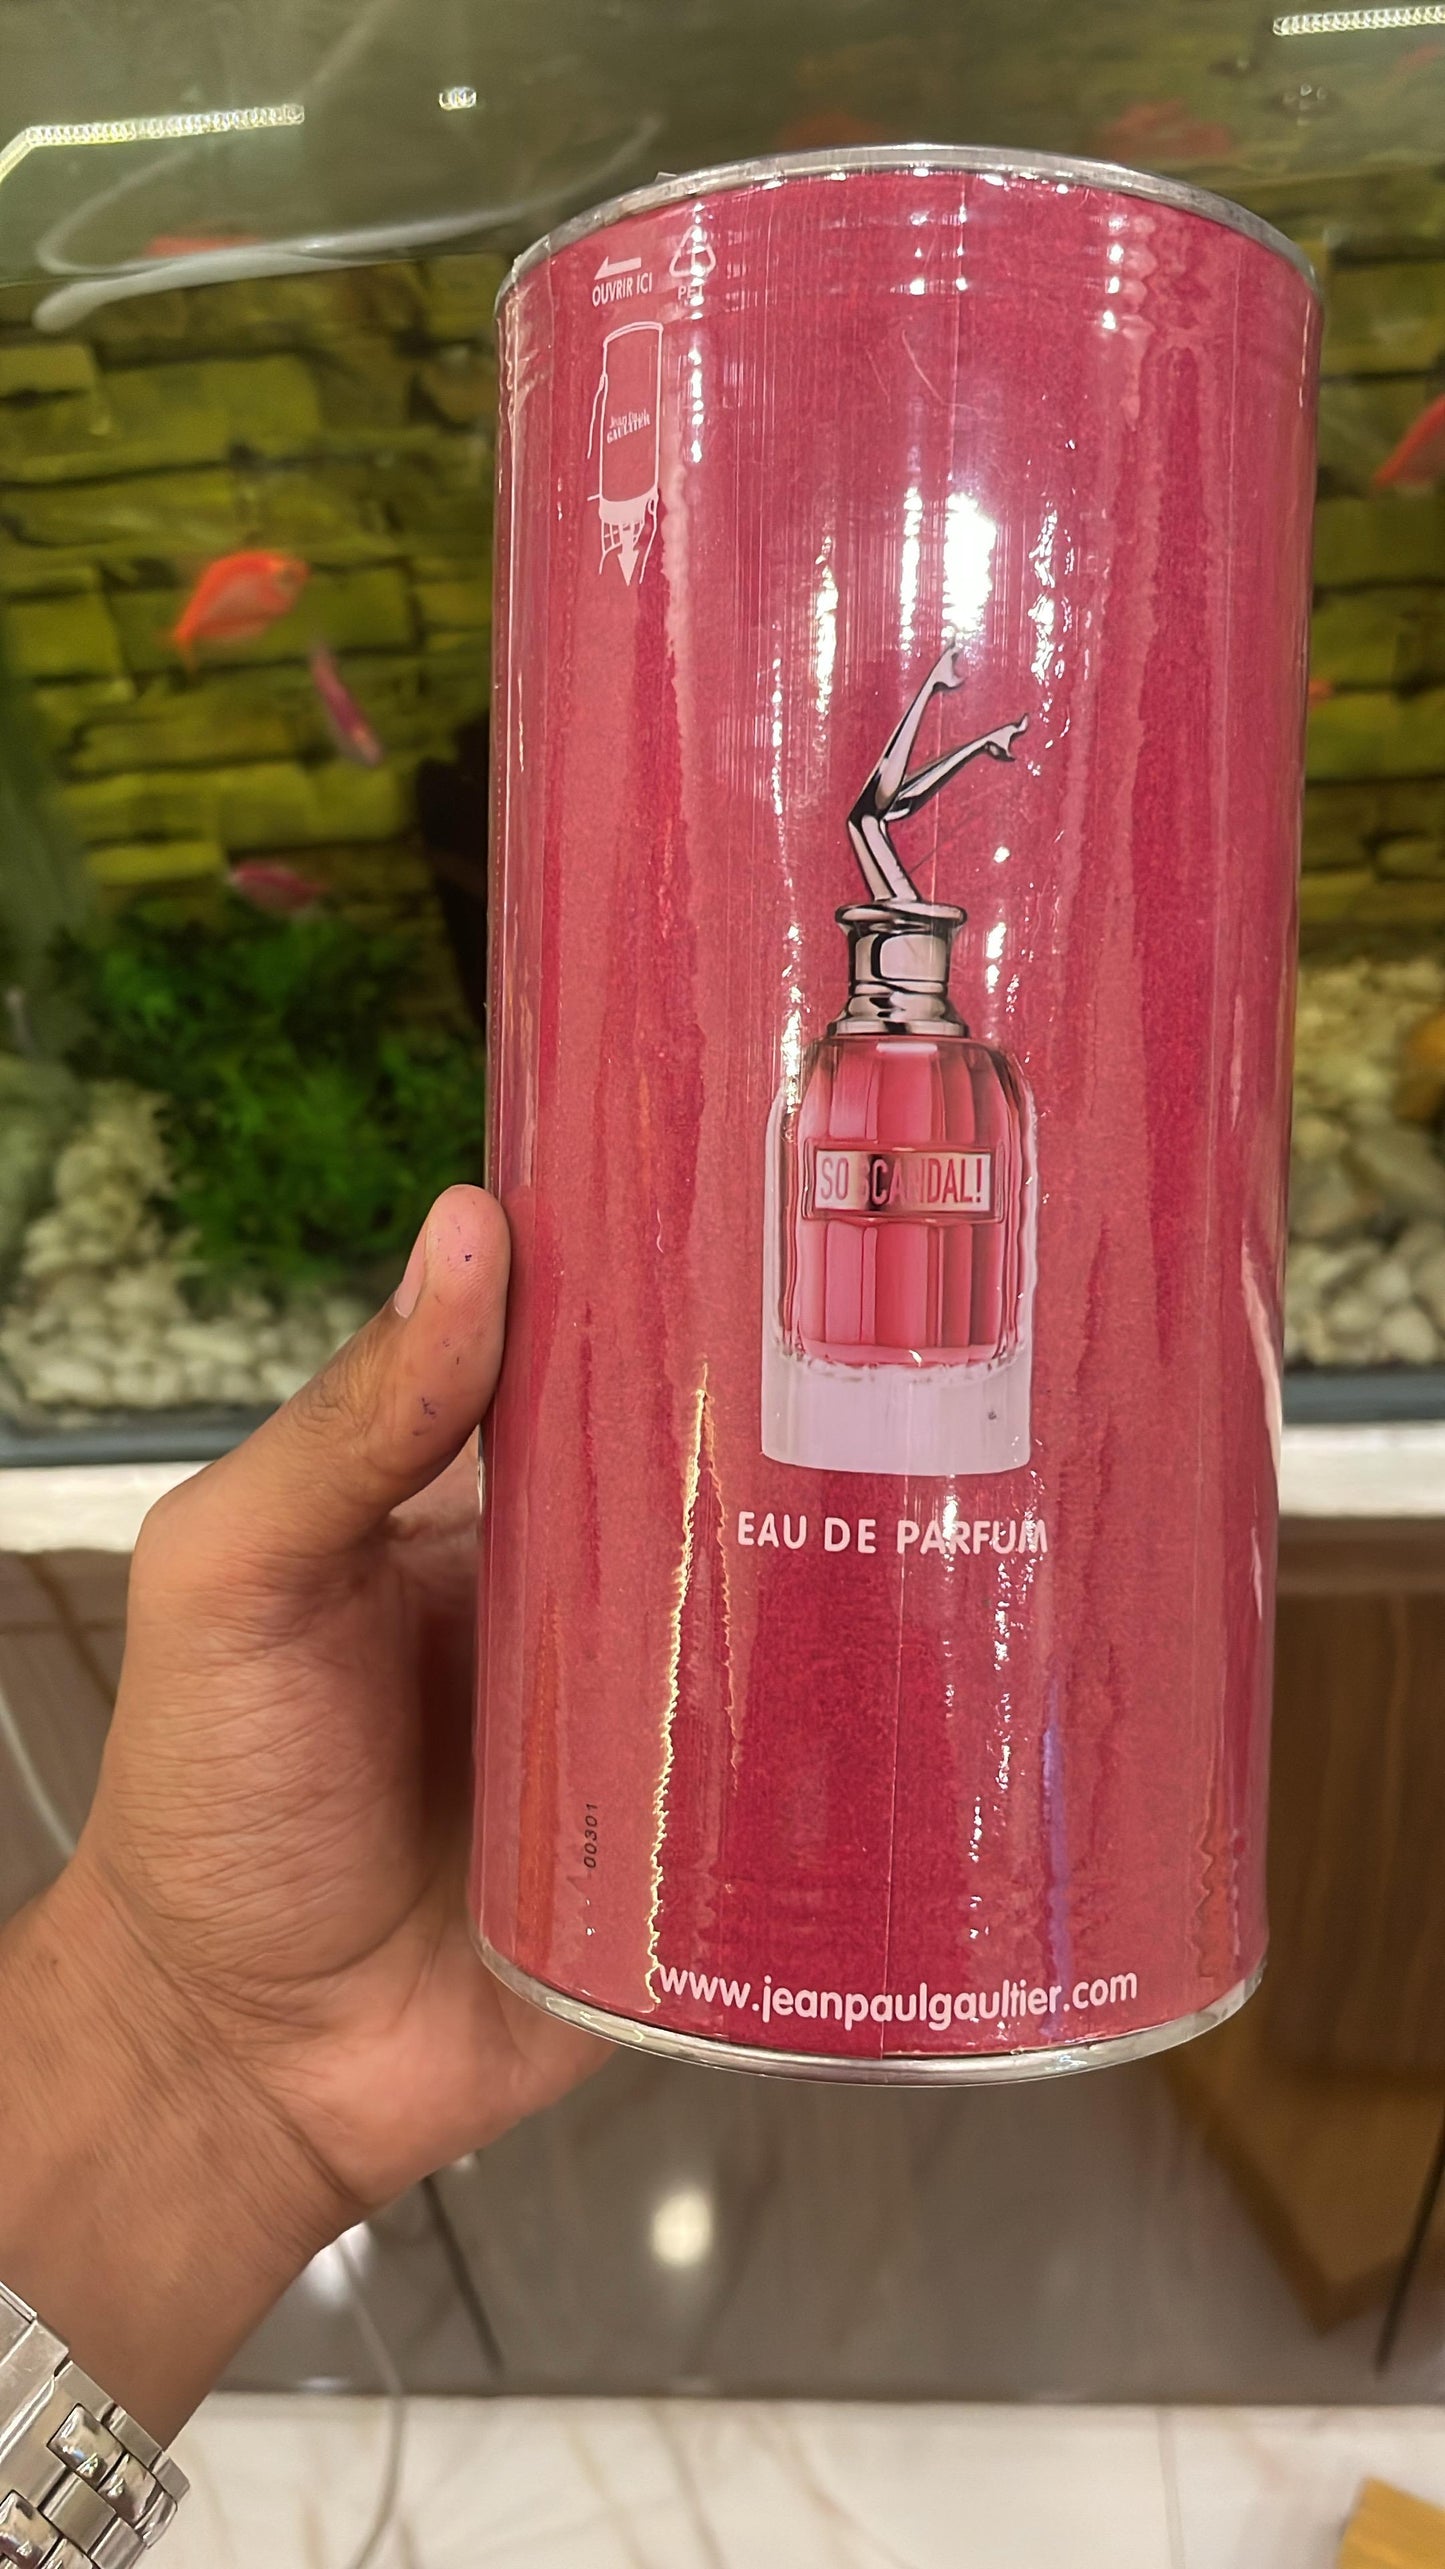 OUVRIR ICI
PET
Jean Paul
GAULTIER
SO SCANDAL!
EAU DE PARFUM
00301
www.jeanpaulgaultier.com